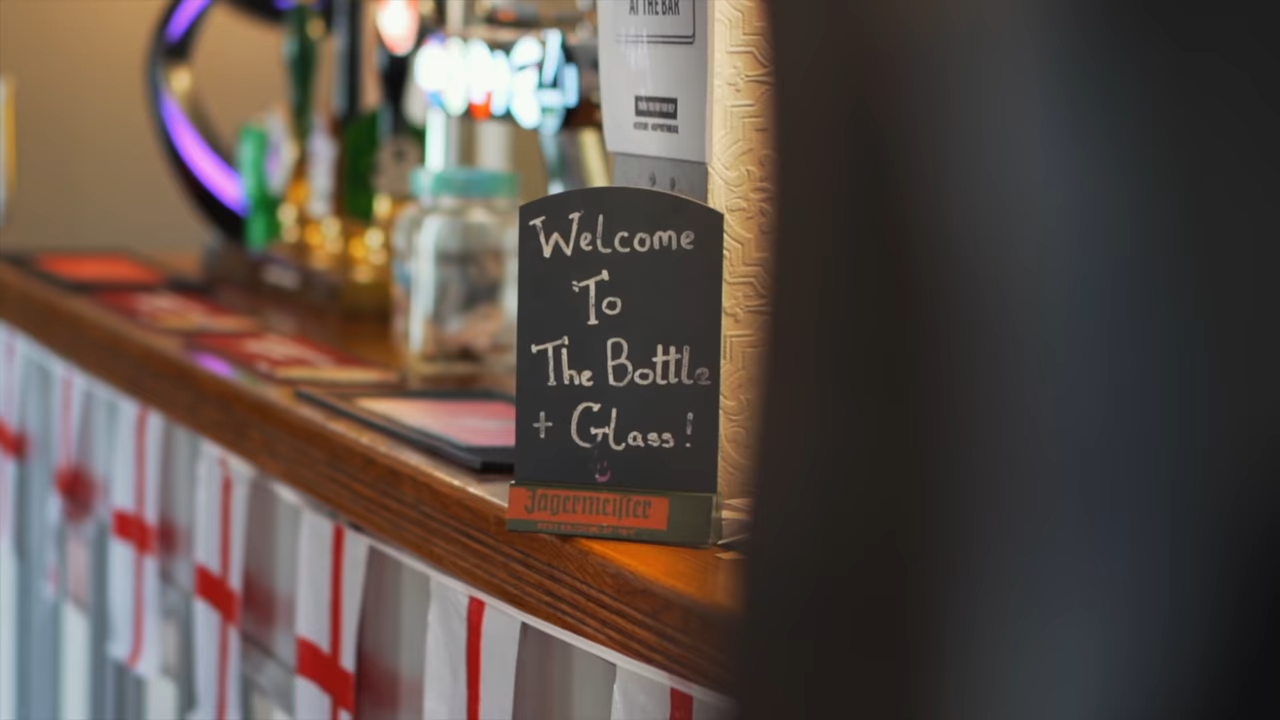 AT THE BAR
Welcome
To
The Bottle
+ Glass!
Jägermeister